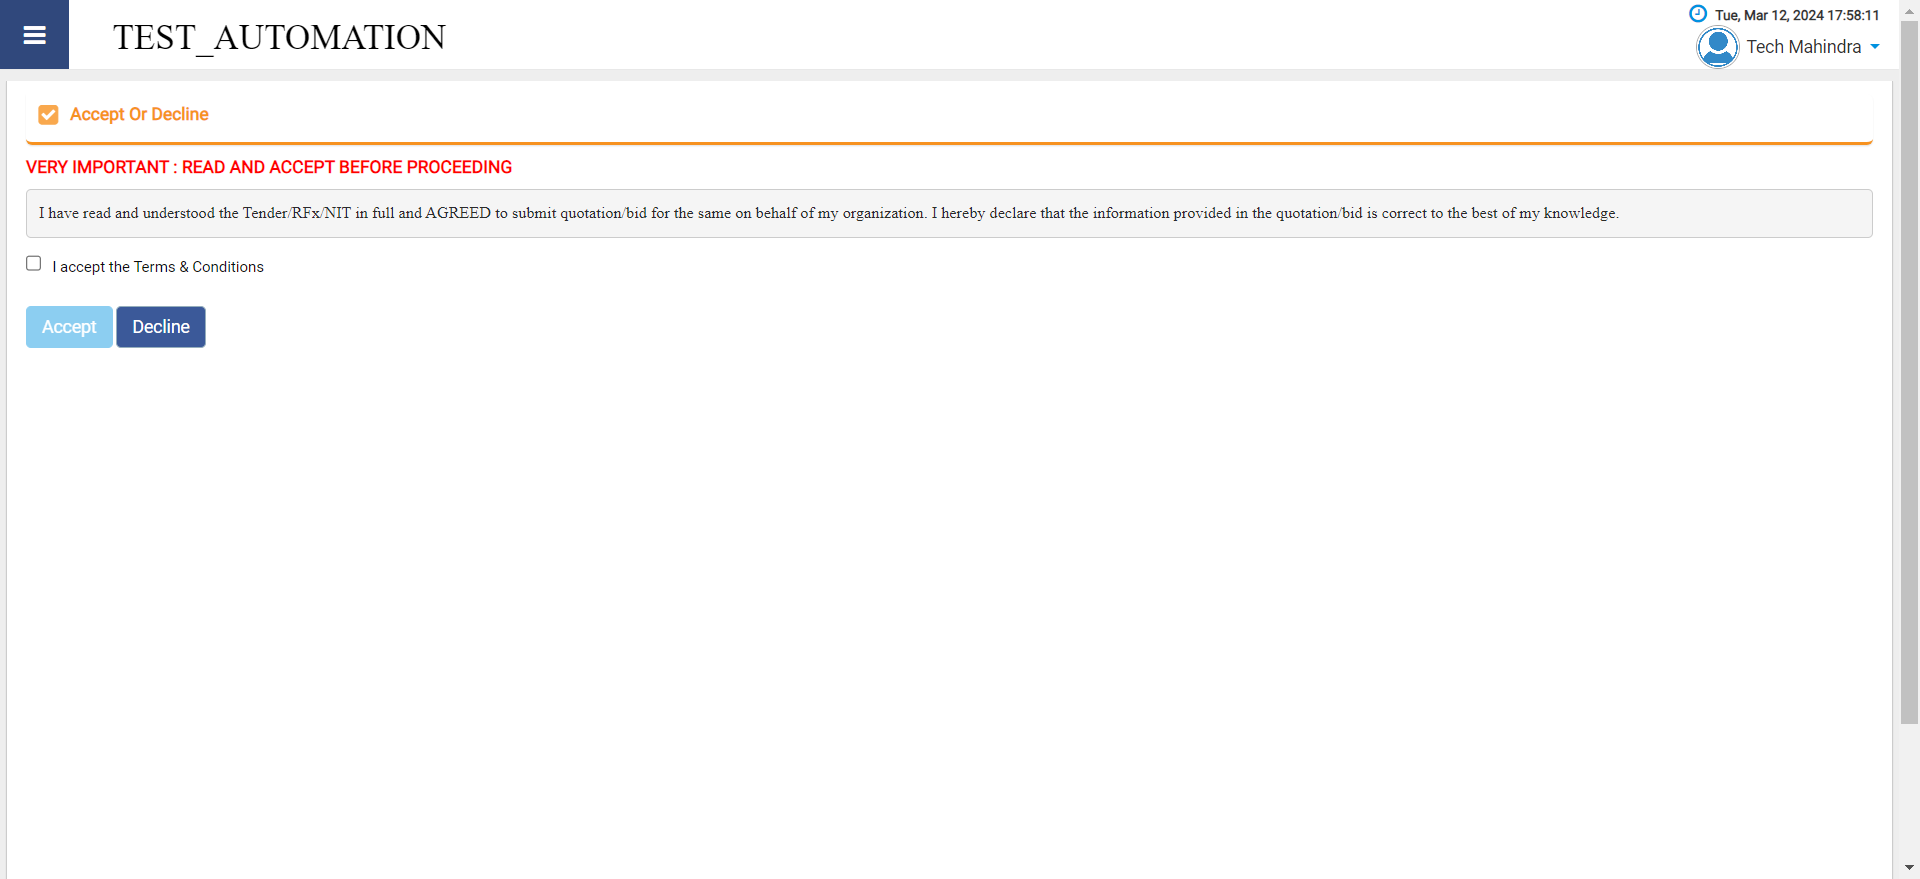 TEST_AUTOMATION
Tue, Mar 12, 2024 17:58:11
Tech Mahindra
Accept Or Decline
VERY IMPORTANT : READ AND ACCEPT BEFORE PROCEEDING
I have read and understood the Tender/RFx/NIT in full and AGREED to submit quotation/bid for the same on behalf of my organization. I hereby declare that the information provided in the quotation/bid is correct to the best of my knowledge.
I accept the Terms & Conditions
Accept Decline